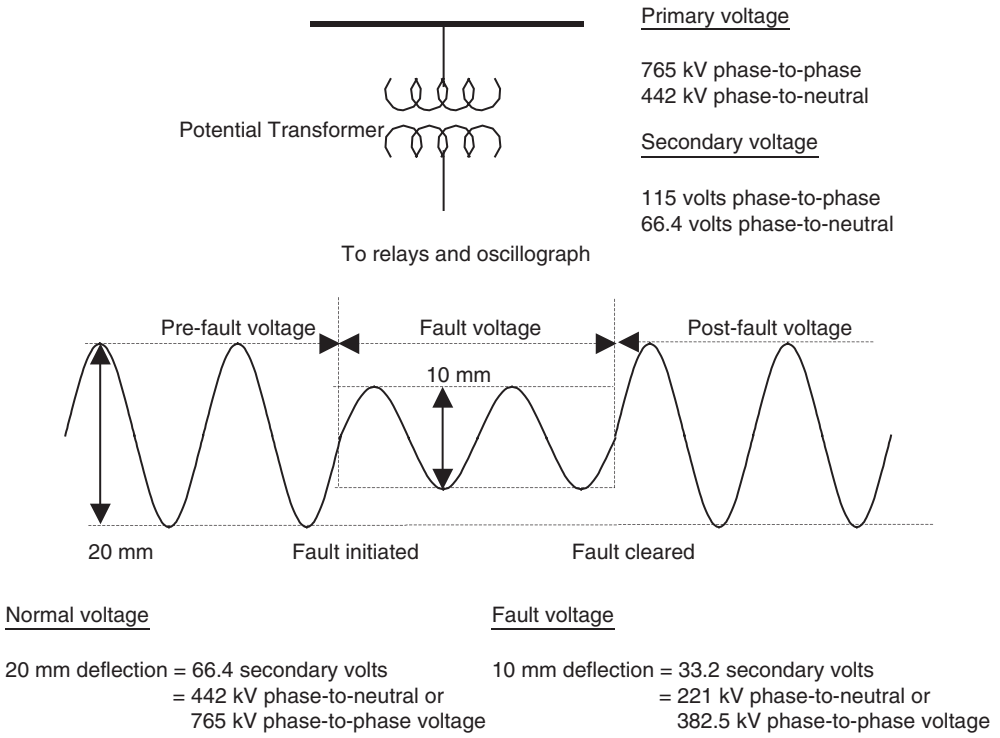 Primary voltage
765 kV phase-to-phase
442 kV phase-to-neutral
Potential Transformer
Secondary voltage
115 volts phase-to-phase
66.4 volts phase-to-neutral
To relays and oscillograph
Pre-fault voltage
Fault voltage
Post-fault voltage
10 mm
20 mm
Fault initiated
Fault cleared
Normal voltage
20 mm deflection = 66.4 secondary volts
= 442 kV phase-to-neutral or
765 kV phase-to-phase voltage
Fault voltage
10 mm deflection = 33.2 secondary volts
= 221 kV phase-to-neutral or
382.5 kV phase-to-phase voltage